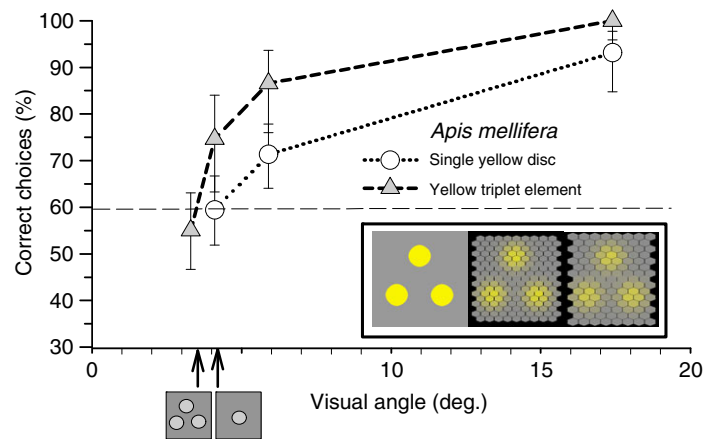 100
90
80
70
60
50
40
30
Correct choices (%)
Apis mellifera
Single yellow disc
Yellow triplet element
0
5
10
15
20
Visual angle (deg.)